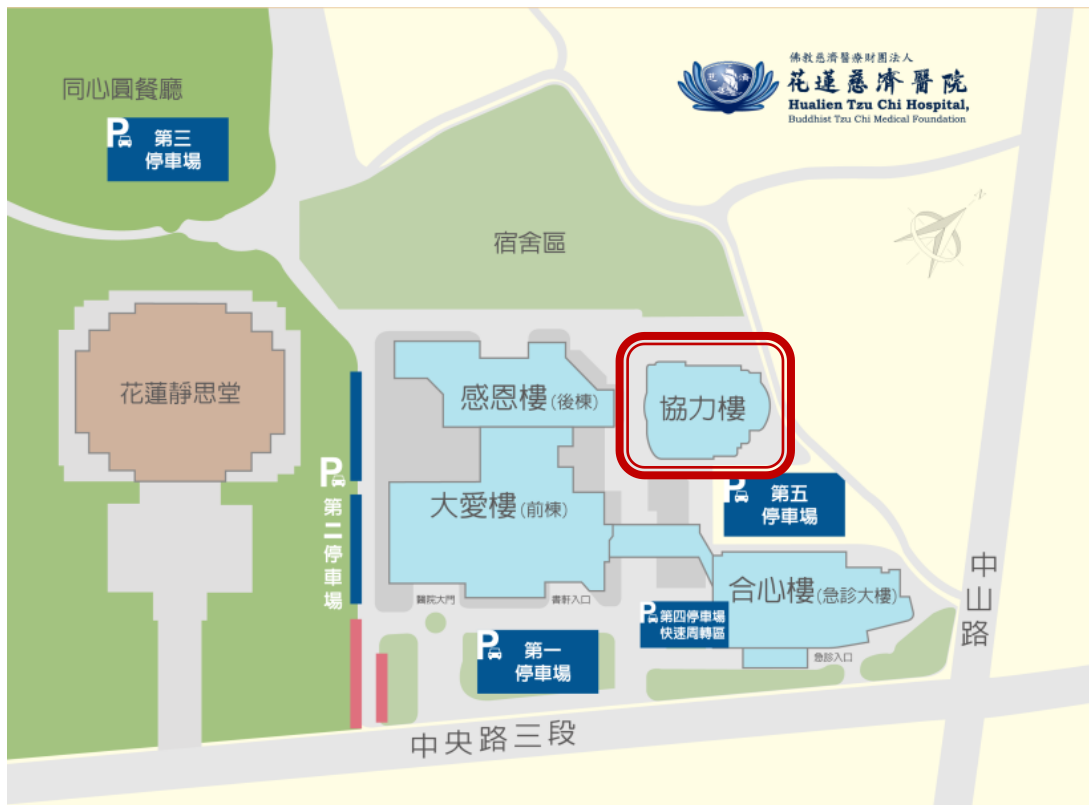 佛教慈濟醫療財團法人
花蓮慈濟醫院
Hualien Tzu Chi Hospital,
Buddhist Tzu Chi Medical Foundation
同心圓餐廳
P 第三
停車場
宿舍區
花蓮靜思堂
感恩樓(後棟)
協力樓
P
第二停車場
大愛樓(前棟)
P 第五
停車場
合心樓(急診大樓)
醫院大門
書軒入口
P 第四停車場
快速周轉區
P 第一
停車場
急診入口
中山路
中央路三段